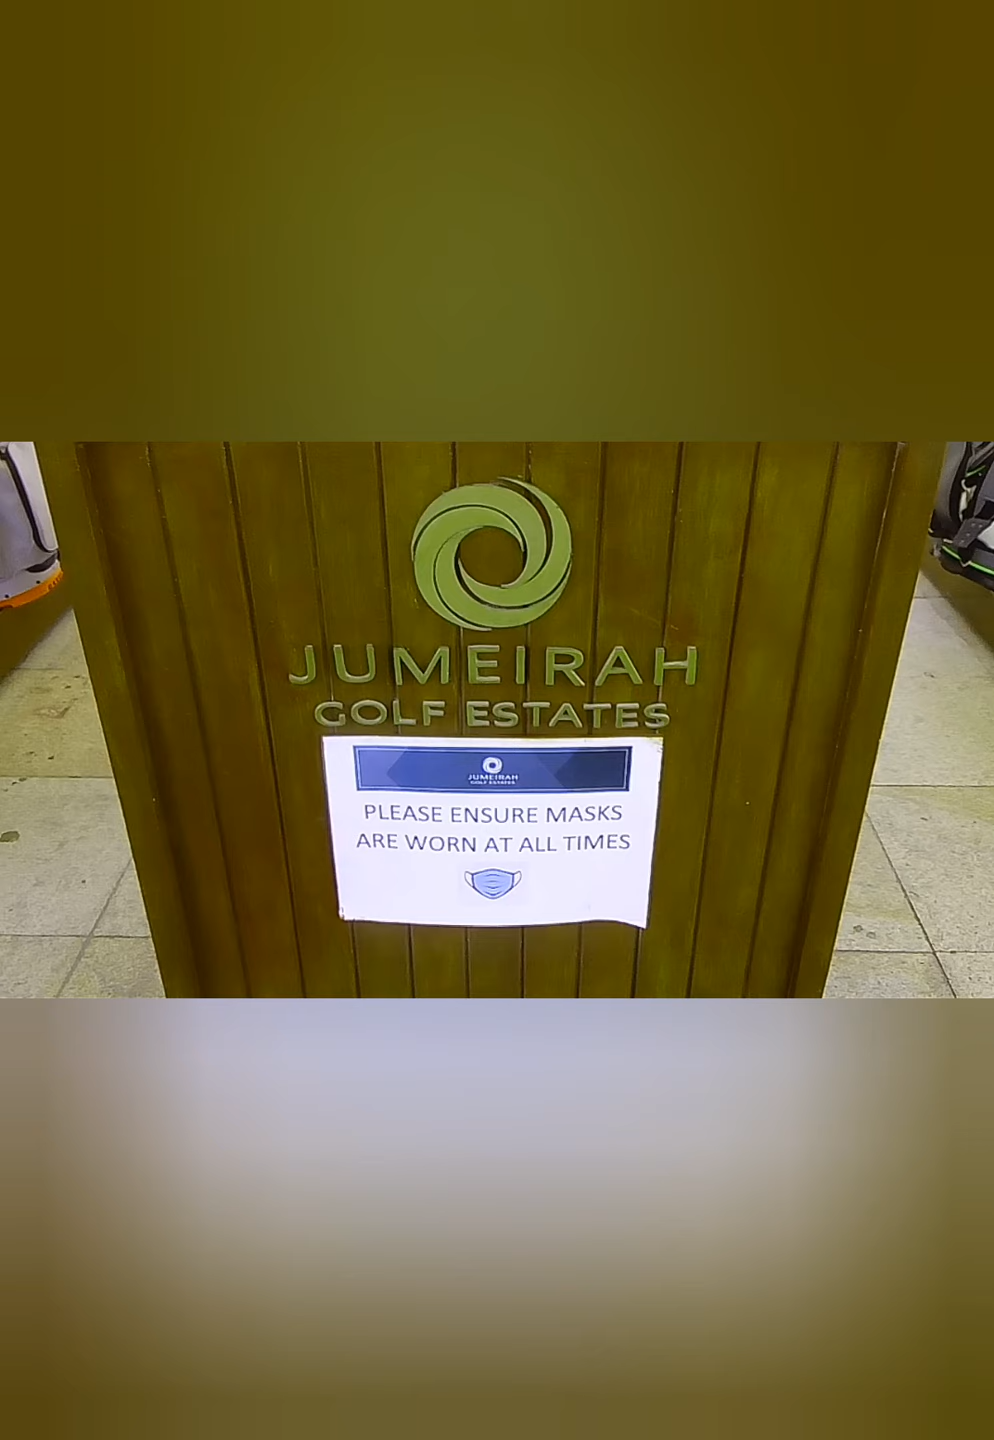 JUMEIRAH
GOLF ESTATES
JUMEIRAH
GOLF ESTATES
PLEASE ENSURE MASKS
ARE WORN AT ALL TIMES